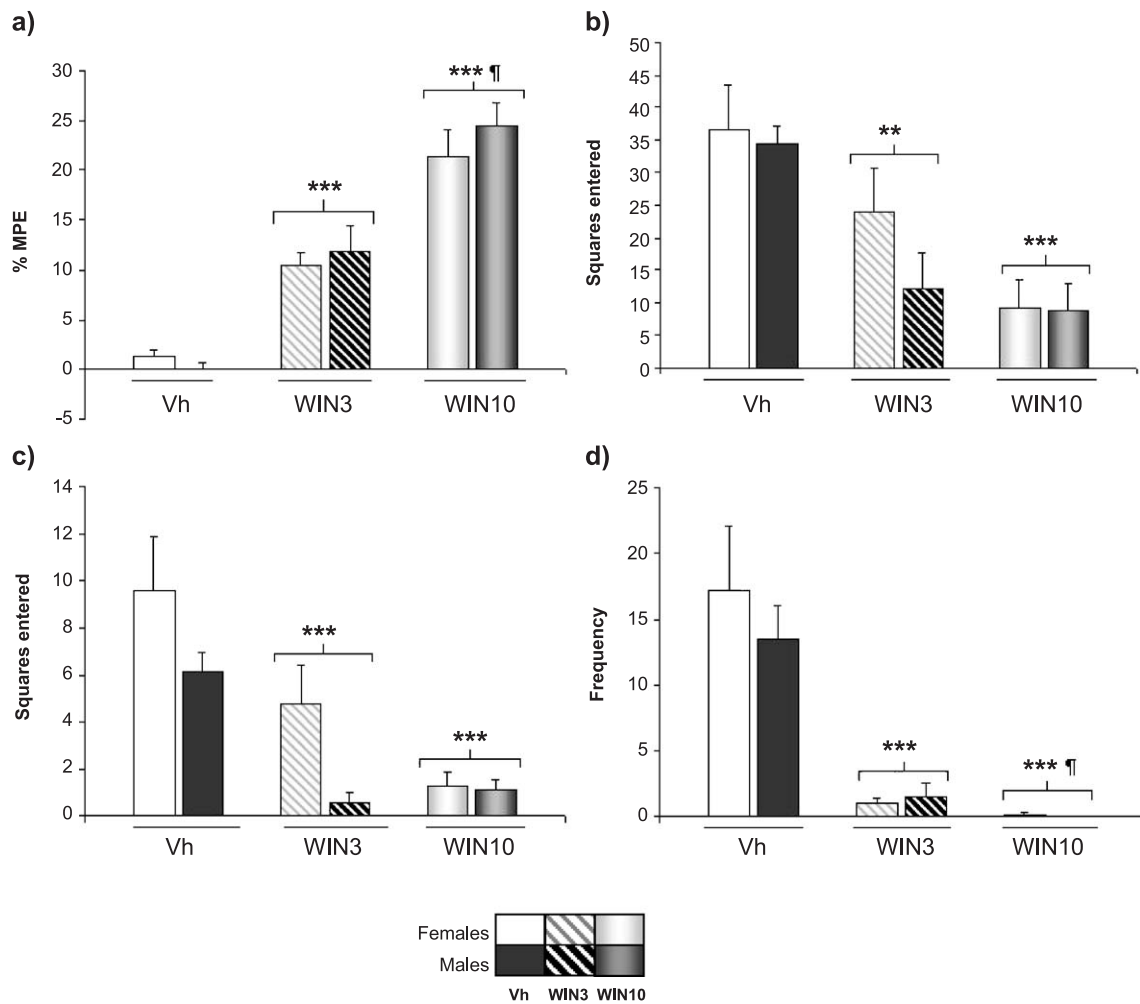 a)
% MPE
30
25
20
15
10
5
0
-5
***
*** ¶
Vh
WIN3
WIN10
b)
Squares entered
50
45
40
35
30
25
20
15
10
5
0
**
***
Vh
WIN3
WIN10
c)
Squares entered
14
12
10
8
6
4
2
0
***
***
Vh
WIN3
WIN10
d)
Frequency
25
20
15
10
5
0
***
*** ¶
Vh
WIN3
WIN10
Females
Males
Vh WIN3 WIN10